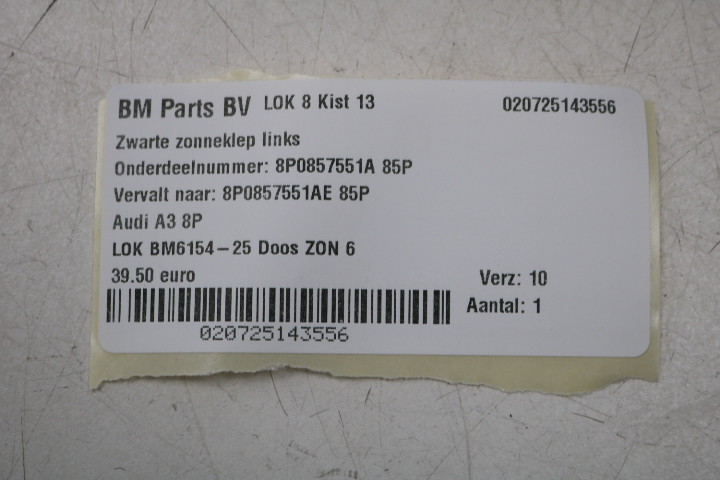 BM Parts BV LOK 8 Kist 13 020725143556
Zwarte zonneklep links
Onderdeelnummer: 8P0857551A 85P
Vervalt naar: 8P0857551AE 85P
Audi A3 8P
LOK BM6154-25 Doos ZON 6
39.50 euro Verz: 10
Aantal: 1
020725143556